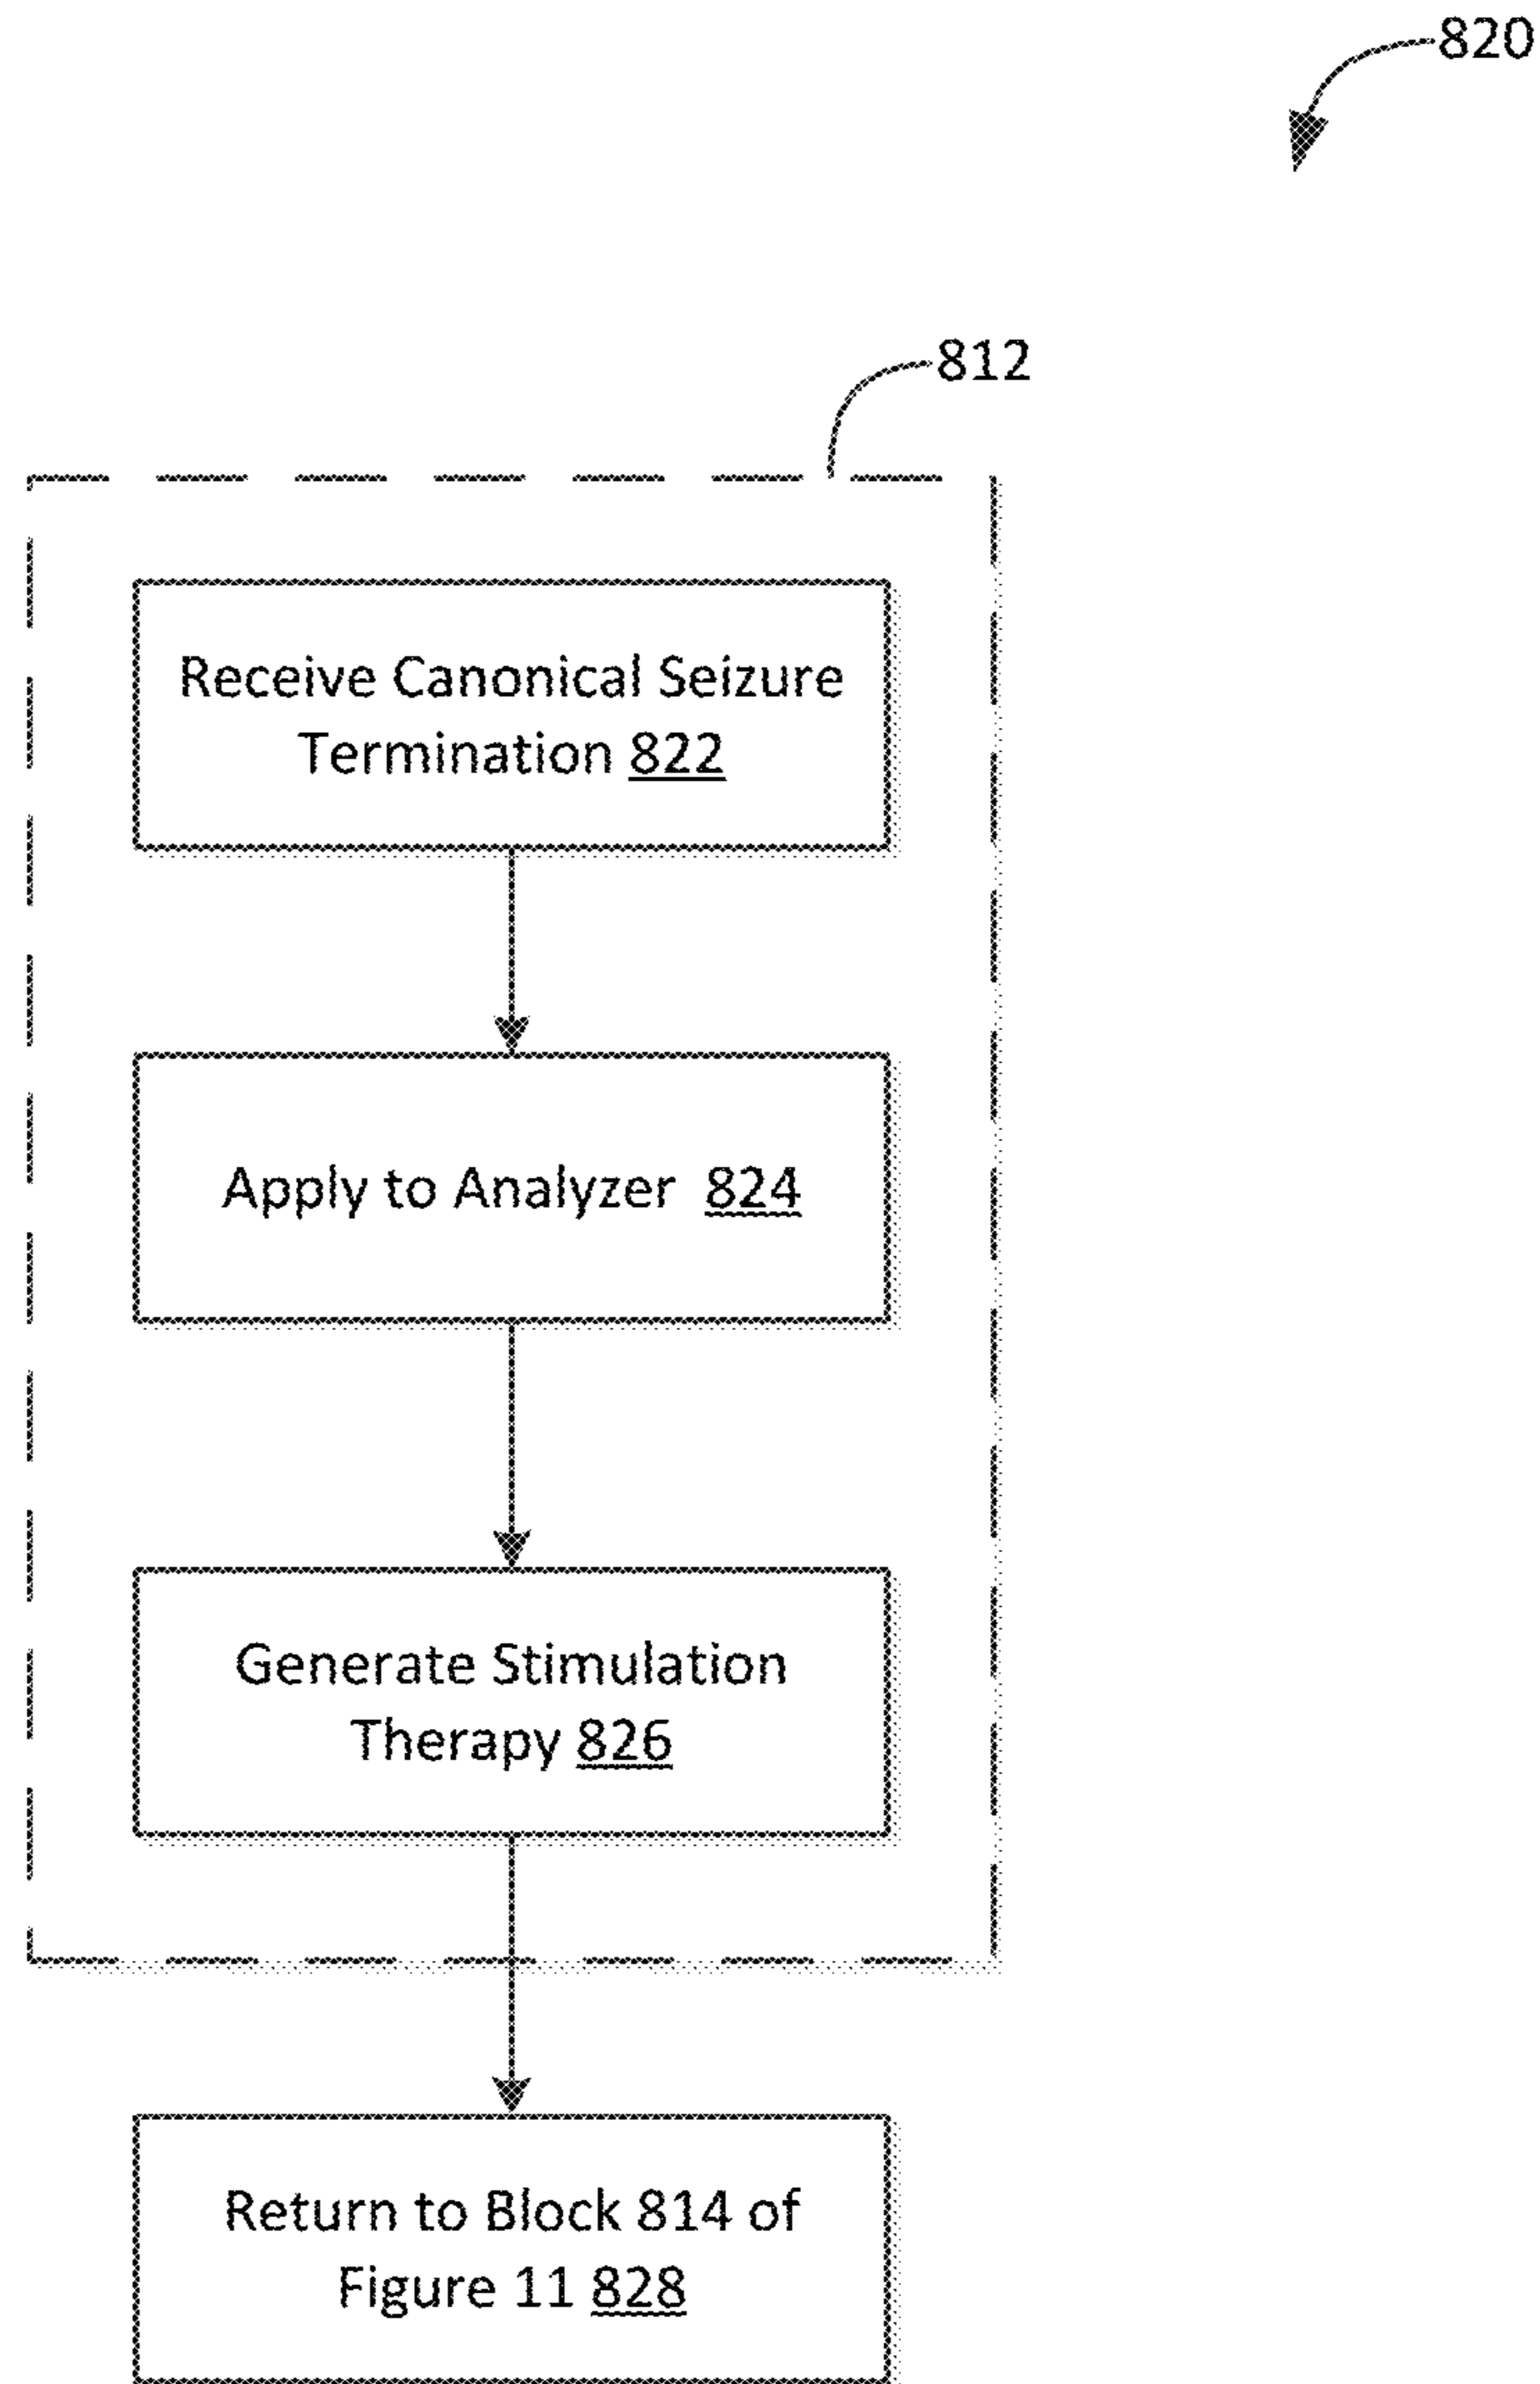 820
812
Receive Canonical Seizure
Termination 822
Apply to Analyzer 824
Generate Stimulation
Therapy 826
Return to Block 814 of
Figure 11 828